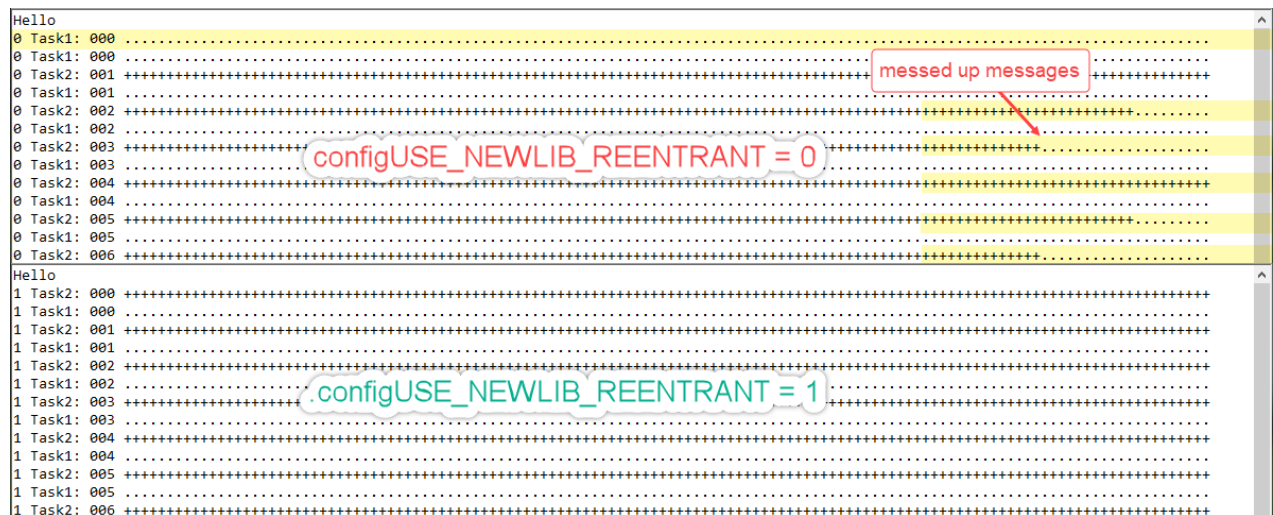 Hello
0 Task1: 000 ................................................................................................................................
0 Task1: 000 ................................................................................................................................
messed up messages
0 Task2: 001 ++++++++++++++++++++++++++++++++++++++++++++++++++++++++++++++++++++++++++++++++++++++++++++++++++++++++++++++++++++++++++++++++
0 Task1: 001 ................................................................................................................................
0 Task2: 002 +++++++++++++++++++++++++++++++++++++++++++++++++++++++++++++++++++++++++++++++++++++++++++++++++++++++++++++++++++++++.........
0 Task1: 002 ................................................................................................................................
0 Task2: 003 ++++++++++++++++++++++++++++++++++++++++++++++++++++++++++++++++++++++++++++++++++++++++++++++++++++++++++++....................
configUSE_NEWLIB_REENTRANT = 0
0 Task1: 003 ................................................................................................................................
0 Task2: 004 ++++++++++++++++++++++++++++++++++++++++++++++++++++++++++++++++++++++++++++++++++++++++++++++++++++++++++++++++++++++++++++++++
0 Task1: 004 ................................................................................................................................
0 Task2: 005 +++++++++++++++++++++++++++++++++++++++++++++++++++++++++++++++++++++++++++++++++++++++++++++++++++++++++++++++++++++++.........
0 Task1: 005 ................................................................................................................................
0 Task2: 006 ++++++++++++++++++++++++++++++++++++++++++++++++++++++++++++++++++++++++++++++++++++++++++++++++++++++++++++....................
Hello
1 Task2: 000 ++++++++++++++++++++++++++++++++++++++++++++++++++++++++++++++++++++++++++++++++++++++++++++++++++++++++++++++++++++++++++++++++
1 Task1: 000 ................................................................................................................................
1 Task2: 001 ++++++++++++++++++++++++++++++++++++++++++++++++++++++++++++++++++++++++++++++++++++++++++++++++++++++++++++++++++++++++++++++++
1 Task1: 001 ................................................................................................................................
1 Task2: 002 ++++++++++++++++++++++++++++++++++++++++++++++++++++++++++++++++++++++++++++++++++++++++++++++++++++++++++++++++++++++++++++++++
1 Task1: 002 ................................................................................................................................
.configUSE_NEWLIB_REENTRANT = 1
1 Task2: 003 ++++++++++++++++++++++++++++++++++++++++++++++++++++++++++++++++++++++++++++++++++++++++++++++++++++++++++++++++++++++++++++++++
1 Task1: 003 ................................................................................................................................
1 Task2: 004 ++++++++++++++++++++++++++++++++++++++++++++++++++++++++++++++++++++++++++++++++++++++++++++++++++++++++++++++++++++++++++++++++
1 Task1: 004 ................................................................................................................................
1 Task2: 005 ++++++++++++++++++++++++++++++++++++++++++++++++++++++++++++++++++++++++++++++++++++++++++++++++++++++++++++++++++++++++++++++++
1 Task1: 005 ................................................................................................................................
1 Task2: 006 ++++++++++++++++++++++++++++++++++++++++++++++++++++++++++++++++++++++++++++++++++++++++++++++++++++++++++++++++++++++++++++++++